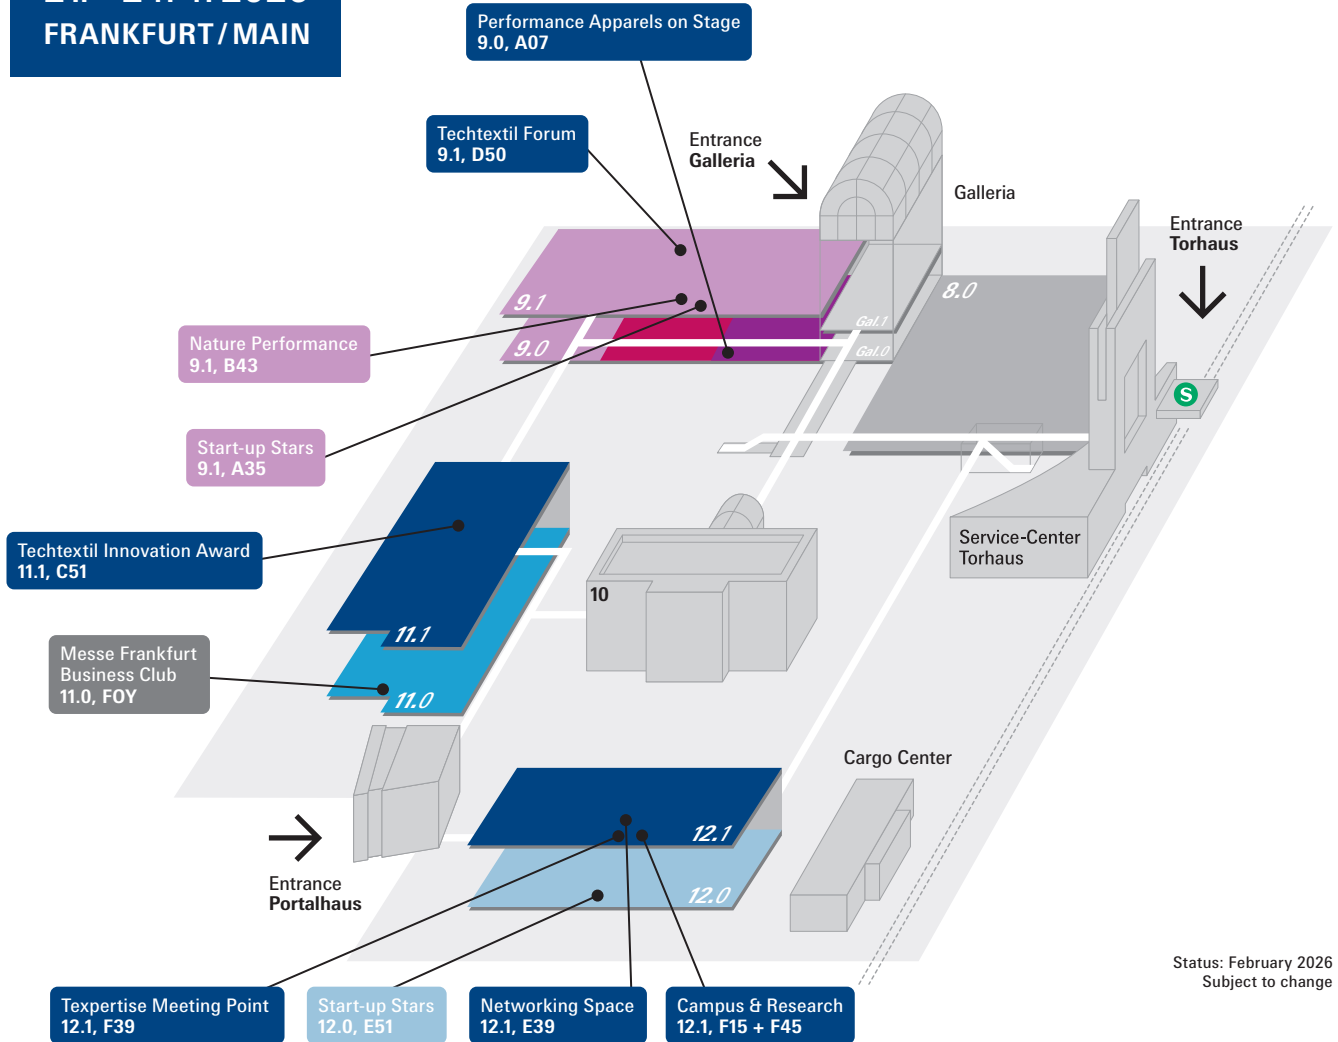 FRANKFURT/MAIN
Performance Apparels on Stage
9.0, A07
Techtextil Forum
9.1, D50
Entrance
Galleria
Galleria
Entrance
Torhaus
9.1
8.0
Gal.1
9.0
Gal.0
Nature Performance
9.1, B43
S
Start-up Stars
9.1, A35
Techtextil Innovation Award
11.1, C51
Service-Center
Torhaus
10
11.1
Messe Frankfurt
Business Club
11.0, FOY
11.0
Cargo Center
12.1
Entrance
Portalhaus
12.0
Status: February 2026
Subject to change
Texpertise Meeting Point
12.1, F39
Start-up Stars
12.0, E51
Networking Space
12.1, E39
Campus & Research
12.1, F15 + F45